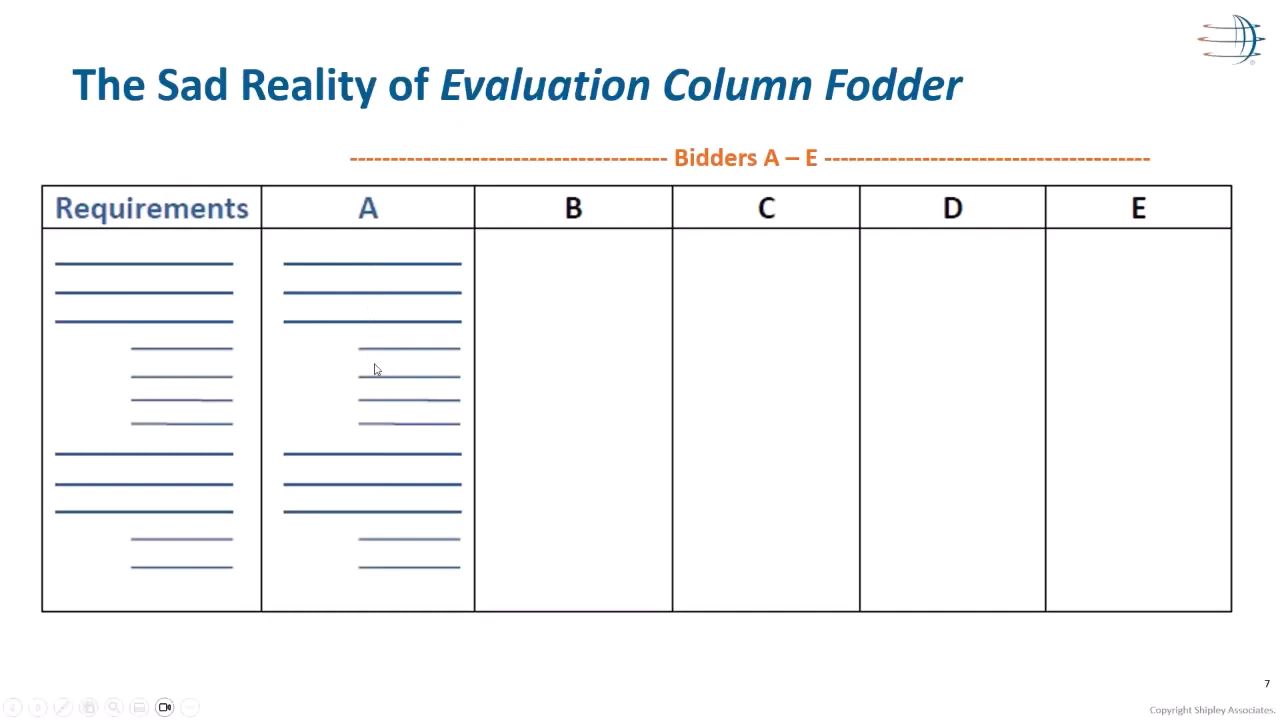 The Sad Reality of Evaluation Column Fodder
--------------------------------------- Bidders A – E ----------------------------------------
Requirements A B C D E
7
Copyright Shipley Associates.